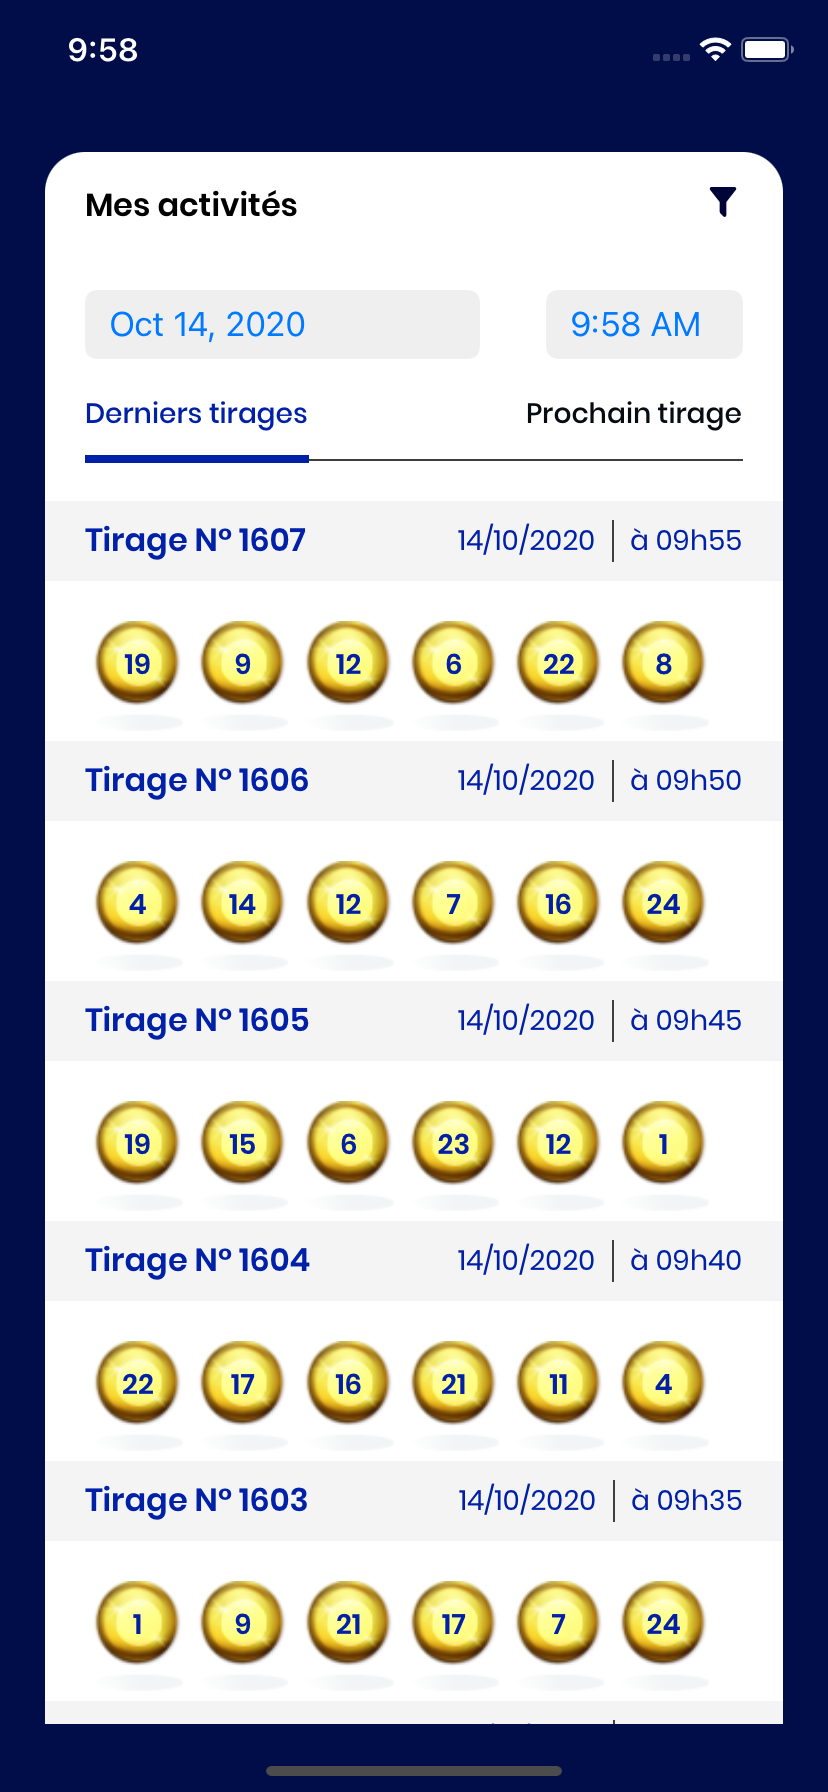 9:58
Mes activités
Oct 14, 2020 9:58 AM
Derniers tirages Prochain tirage
Tirage N° 1607 14/10/2020 à 09h55
19 9 12 6 22 8
Tirage N° 1606 14/10/2020 à 09h50
4 14 12 7 16 24
Tirage N° 1605 14/10/2020 à 09h45
19 15 6 23 12 1
Tirage N° 1604 14/10/2020 à 09h40
22 17 16 21 11 4
Tirage N° 1603 14/10/2020 à 09h35
1 9 21 17 7 24